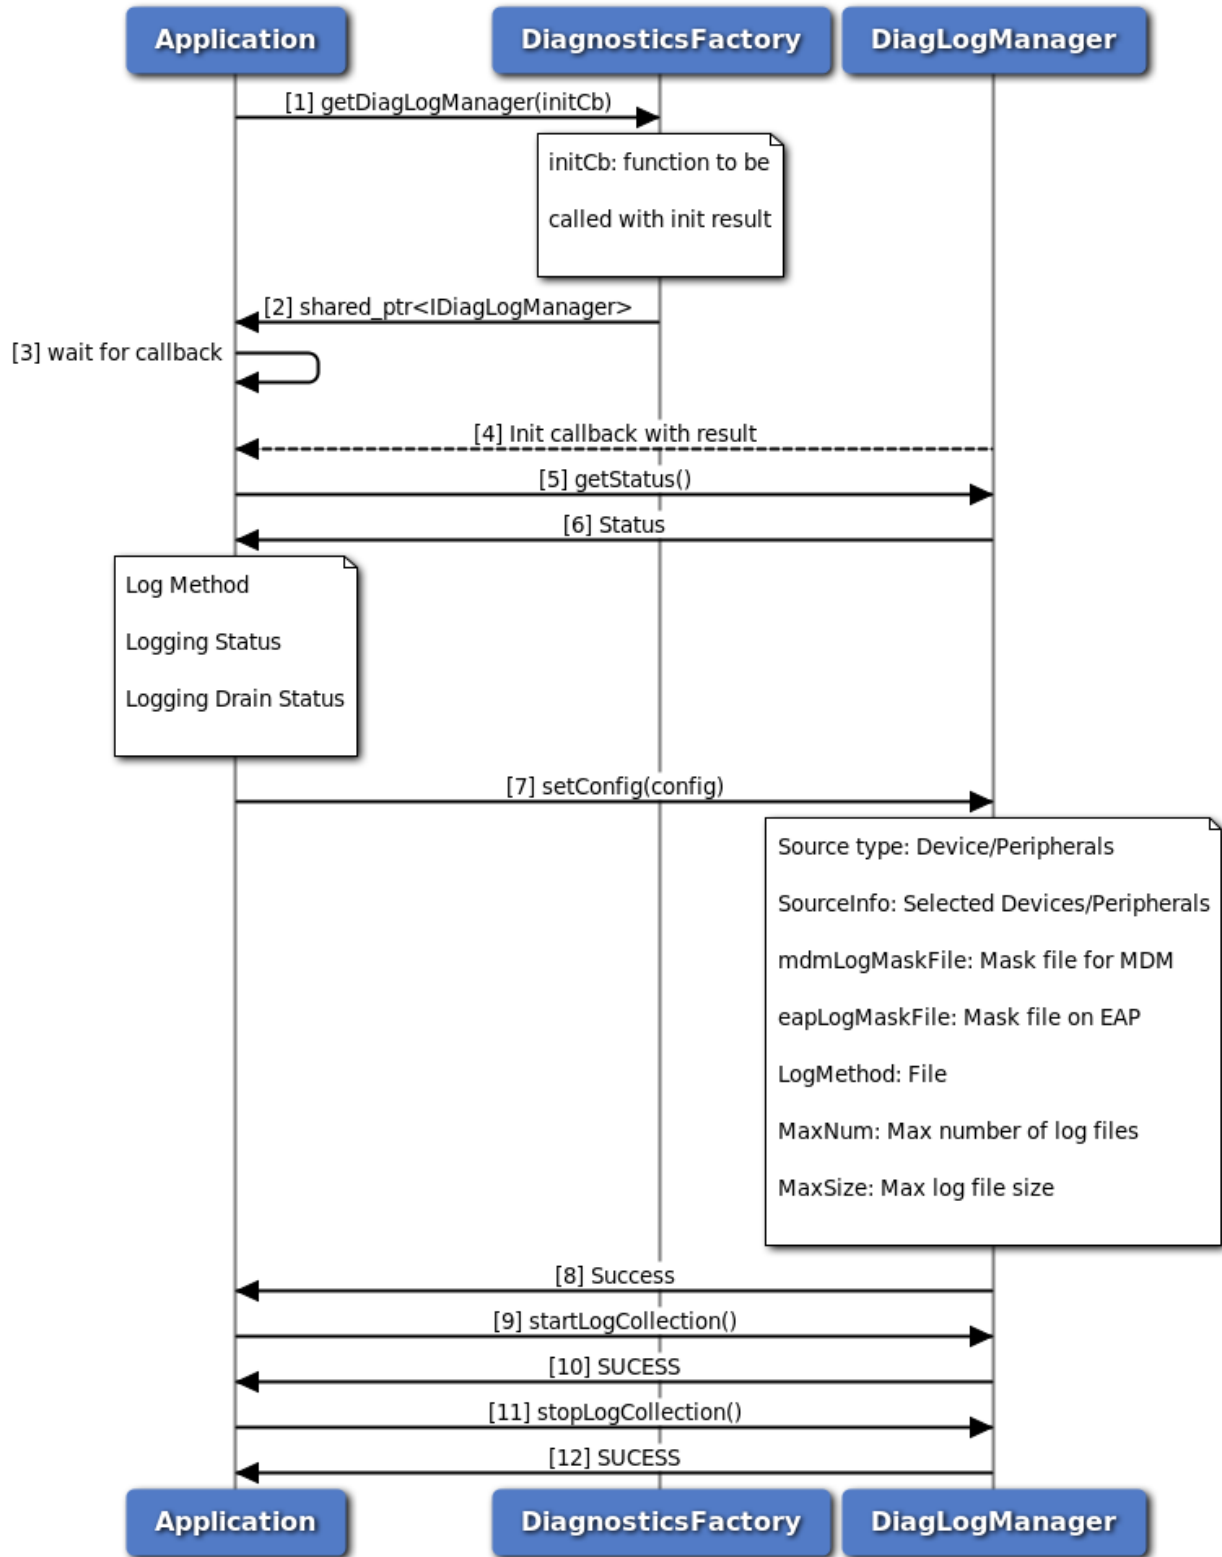 Application
DiagnosticsFactory
DiagLogManager
[1] getDiagLogManager(initCb)
initCb: function to be
called with init result
[2] shared_ptr<IDiagLogManager>
[3] wait for callback
[4] Init callback with result
[5] getStatus()
[6] Status
Log Method
Logging Status
Logging Drain Status
[7] setConfig(config)
Source type: Device/Peripherals
SourceInfo: Selected Devices/Peripherals
mdmLogMaskFile: Mask file for MDM
eapLogMaskFile: Mask file on EAP
LogMethod: File
MaxNum: Max number of log files
MaxSize: Max log file size
[8] Success
[9] startLogCollection()
[10] SUCESS
[11] stopLogCollection()
[12] SUCESS
Application
DiagnosticsFactory
DiagLogManager